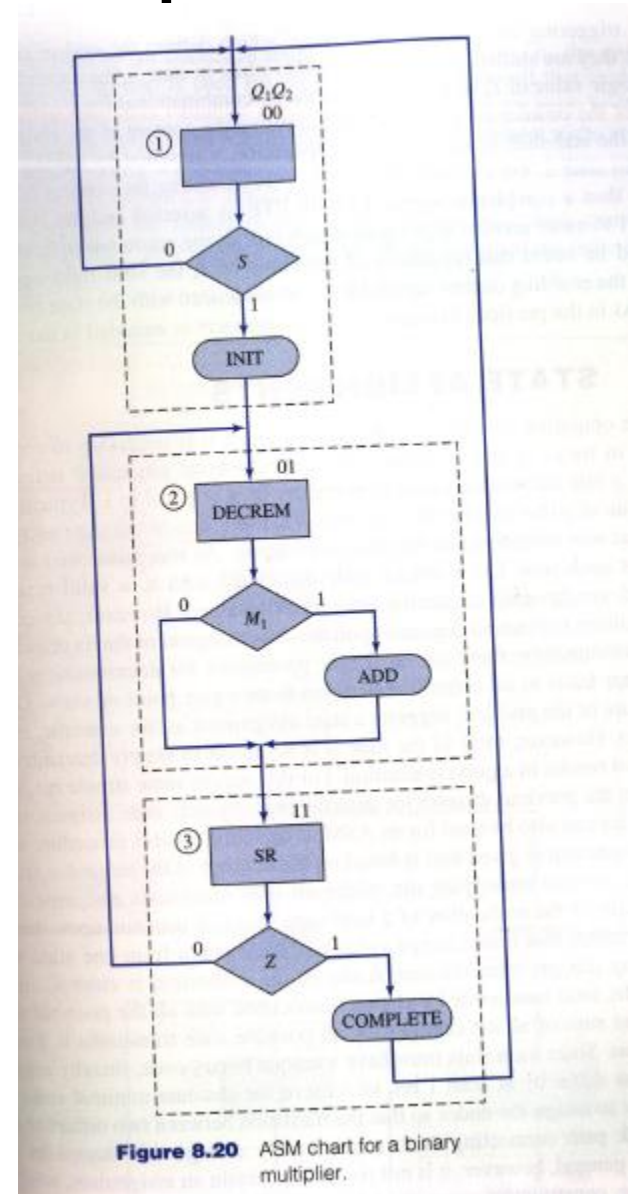 Q₁Q₂
00
①
0
S
1
INIT
01
②
DECREM
0
M₁
1
ADD
11
③
SR
0
Z
1
COMPLETE
Figure 8.20 ASM chart for a binary
multiplier.